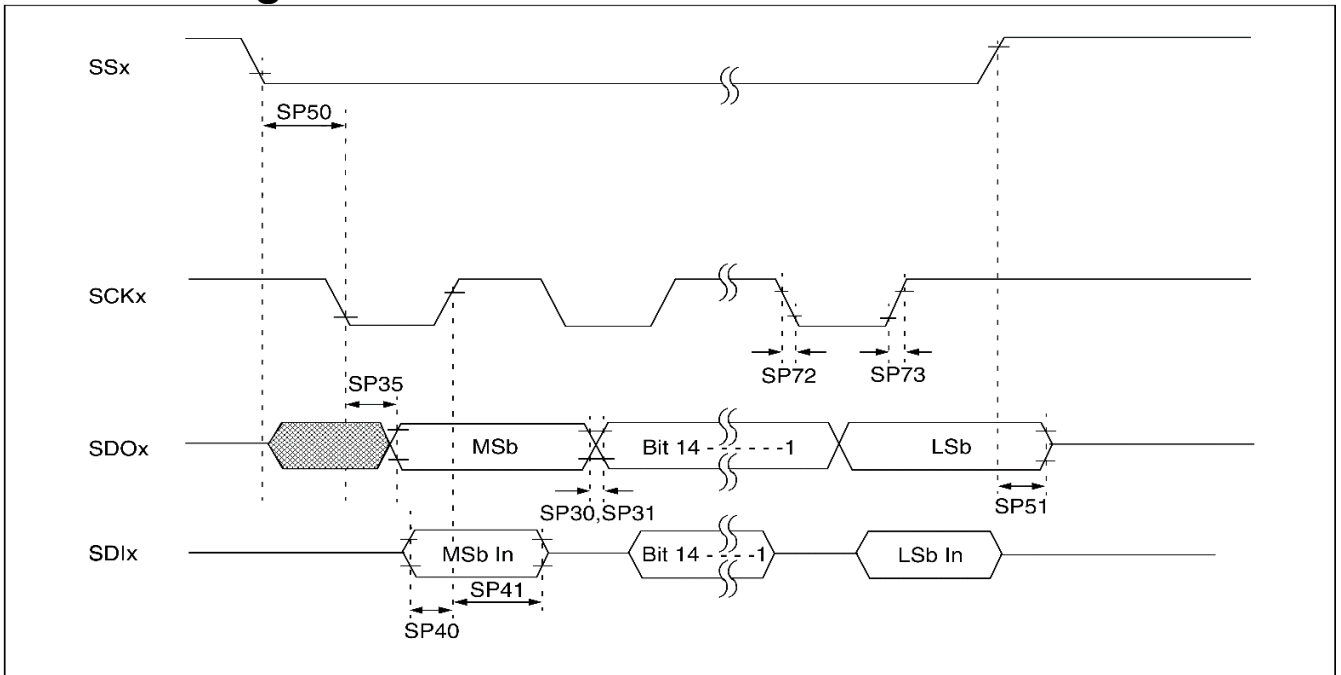 SSx
SP50
SCKx
SP72 SP73
SP35
SDOx MSb Bit 14 - - - - - -1 LSb
SP30,SP31 SP51
SDIx MSb In Bit 14 - - - - -1 LSb In
SP41
SP40